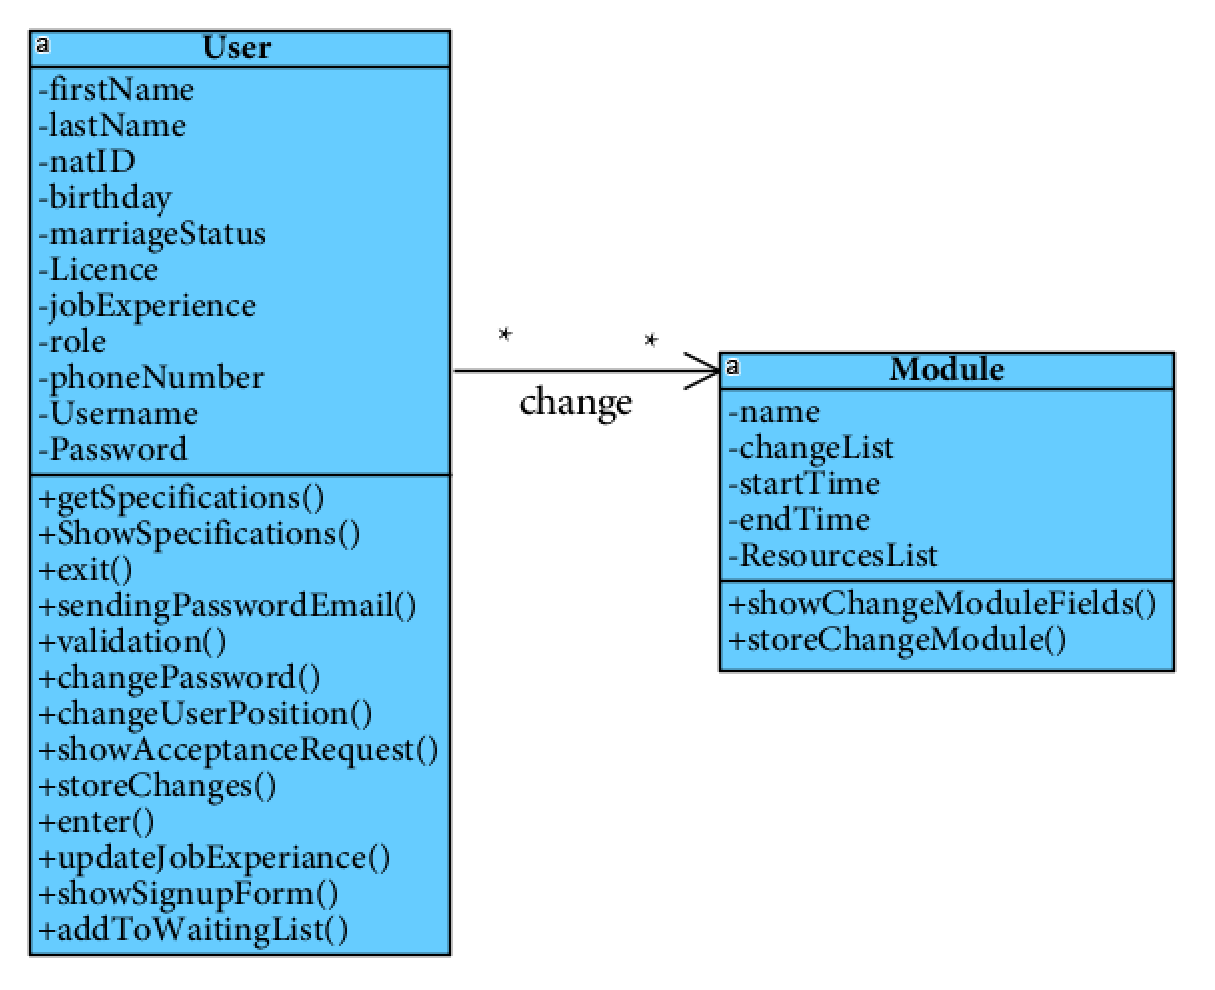 a
User
-firstName
-lastName
-natID
-birthday
-marriageStatus
-Licence
-jobExperience
-role
-phoneNumber
-Username
-Password
+getSpecifications()
+ShowSpecifications()
+exit()
+sendingPasswordEmail()
+validation()
+changePassword()
+changeUserPosition()
+showAcceptanceRequest()
+storeChanges()
+enter()
+updateJobExperiance()
+showSignupForm()
+addToWaitingList()
* *
change
a
Module
-name
-changeList
-startTime
-endTime
-ResourcesList
+showChangeModuleFields()
+storeChangeModule()